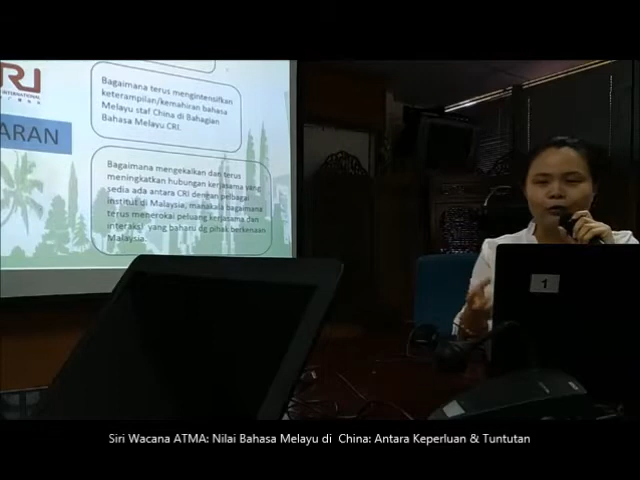 RJ
INTERNATIONAL
ARAN
Bagaimana terus mengintensifkan
keterampilan/kemahiran bahasa
Melayu staf China di Bahagian
Bahasa Melayu CRI.
Bagaimana mengekalkan dan terus
meningkatkan hubungan kerjasama yang
sedia ada antara CRI dengan pelbagai
institut di Malaysia, manakala bagaimana
terus menerokai peluang kerjasama dan
interaksi yang baharu dg pihak berkenaan
Malaysia.
1
Siri Wacana ATMA: Nilai Bahasa Melayu di China: Antara Keperluan & Tuntutan